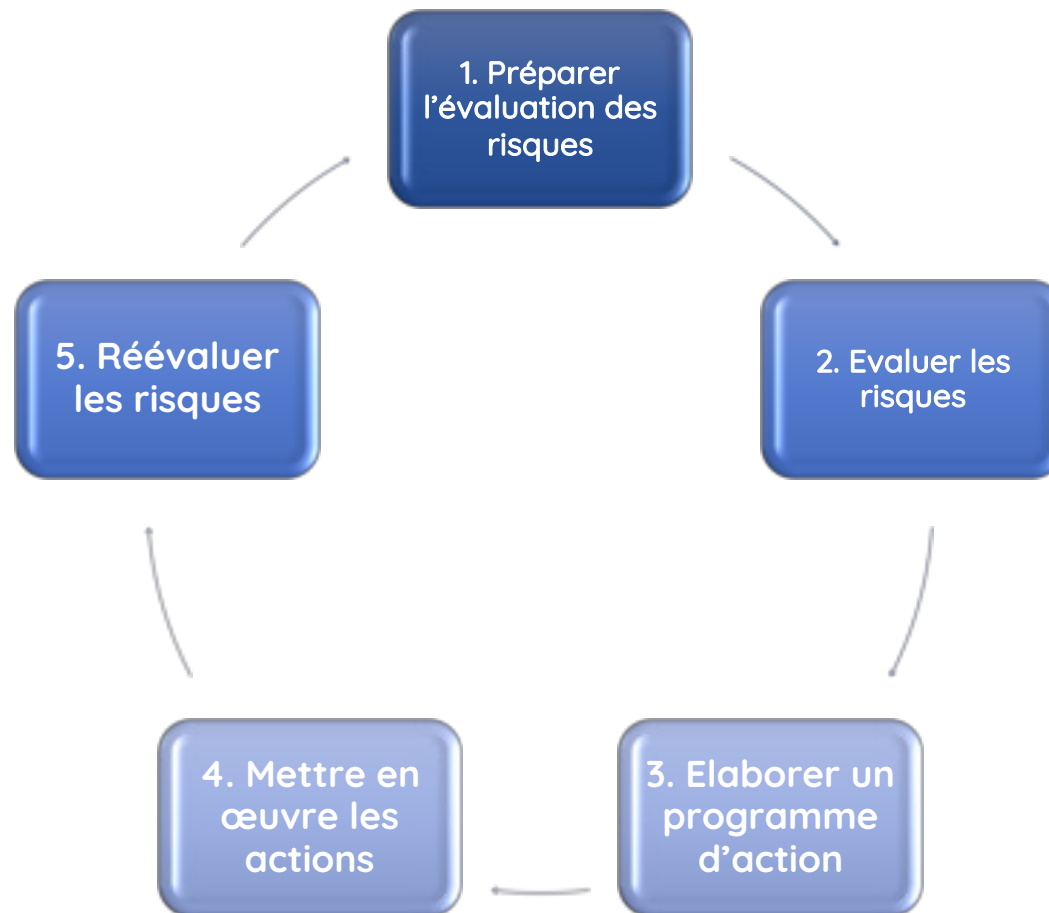 1. Préparer
l’évaluation des
risques
2. Evaluer les
risques
3. Elaborer un
programme
d’action
4. Mettre en
œuvre les
actions
5. Réévaluer
les risques